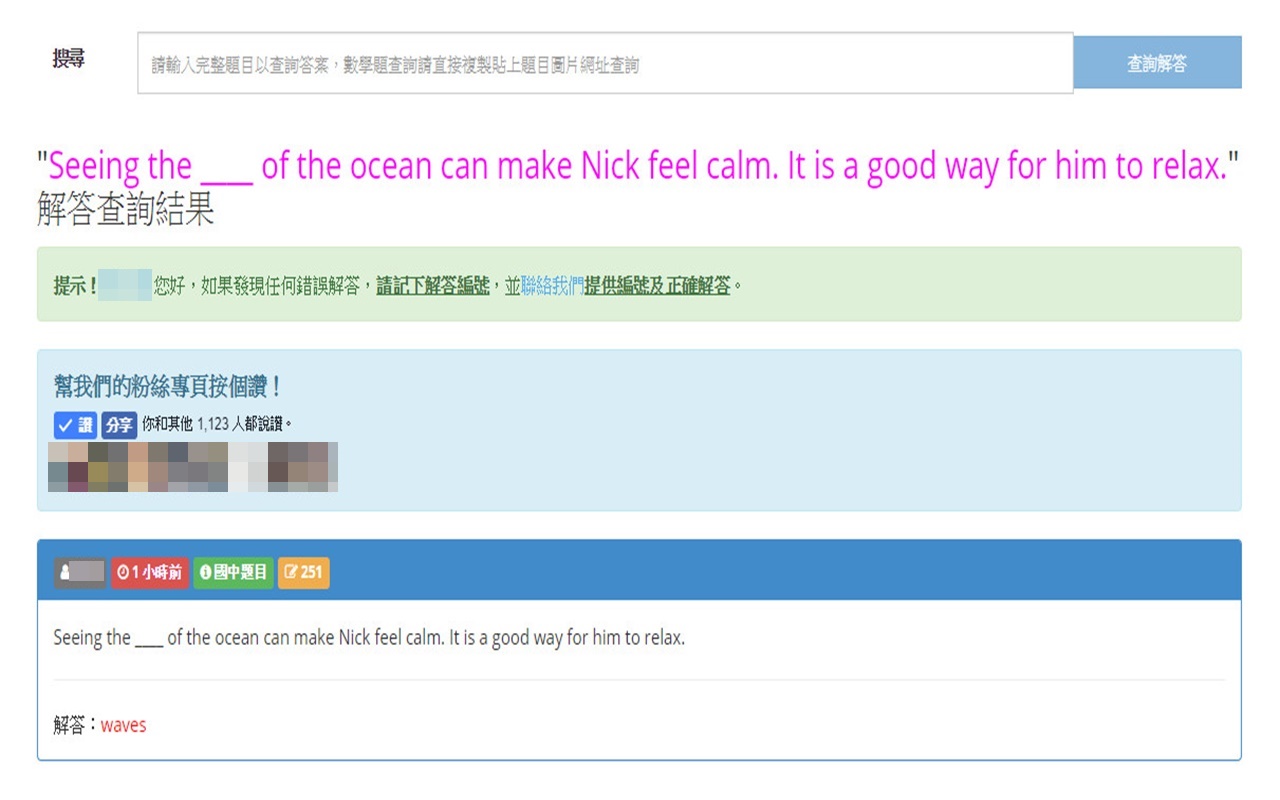 搜尋
請輸入完整題目以查詢答案，數學題查詢請直接複製貼上題目圖片網址查詢
查詢解答
"Seeing the ____ of the ocean can make Nick feel calm. It is a good way for him to relax."
解答查詢結果
提示！ 您好，如果發現任何錯誤解答，請記下解答編號，並聯絡我們提供編號及正確解答。
幫我們的粉絲專頁按個讚！
讚 分享 你和其他 1,123 人都說讚。
1 小時前 國中題目 251
Seeing the ____ of the ocean can make Nick feel calm. It is a good way for him to relax.
解答：waves